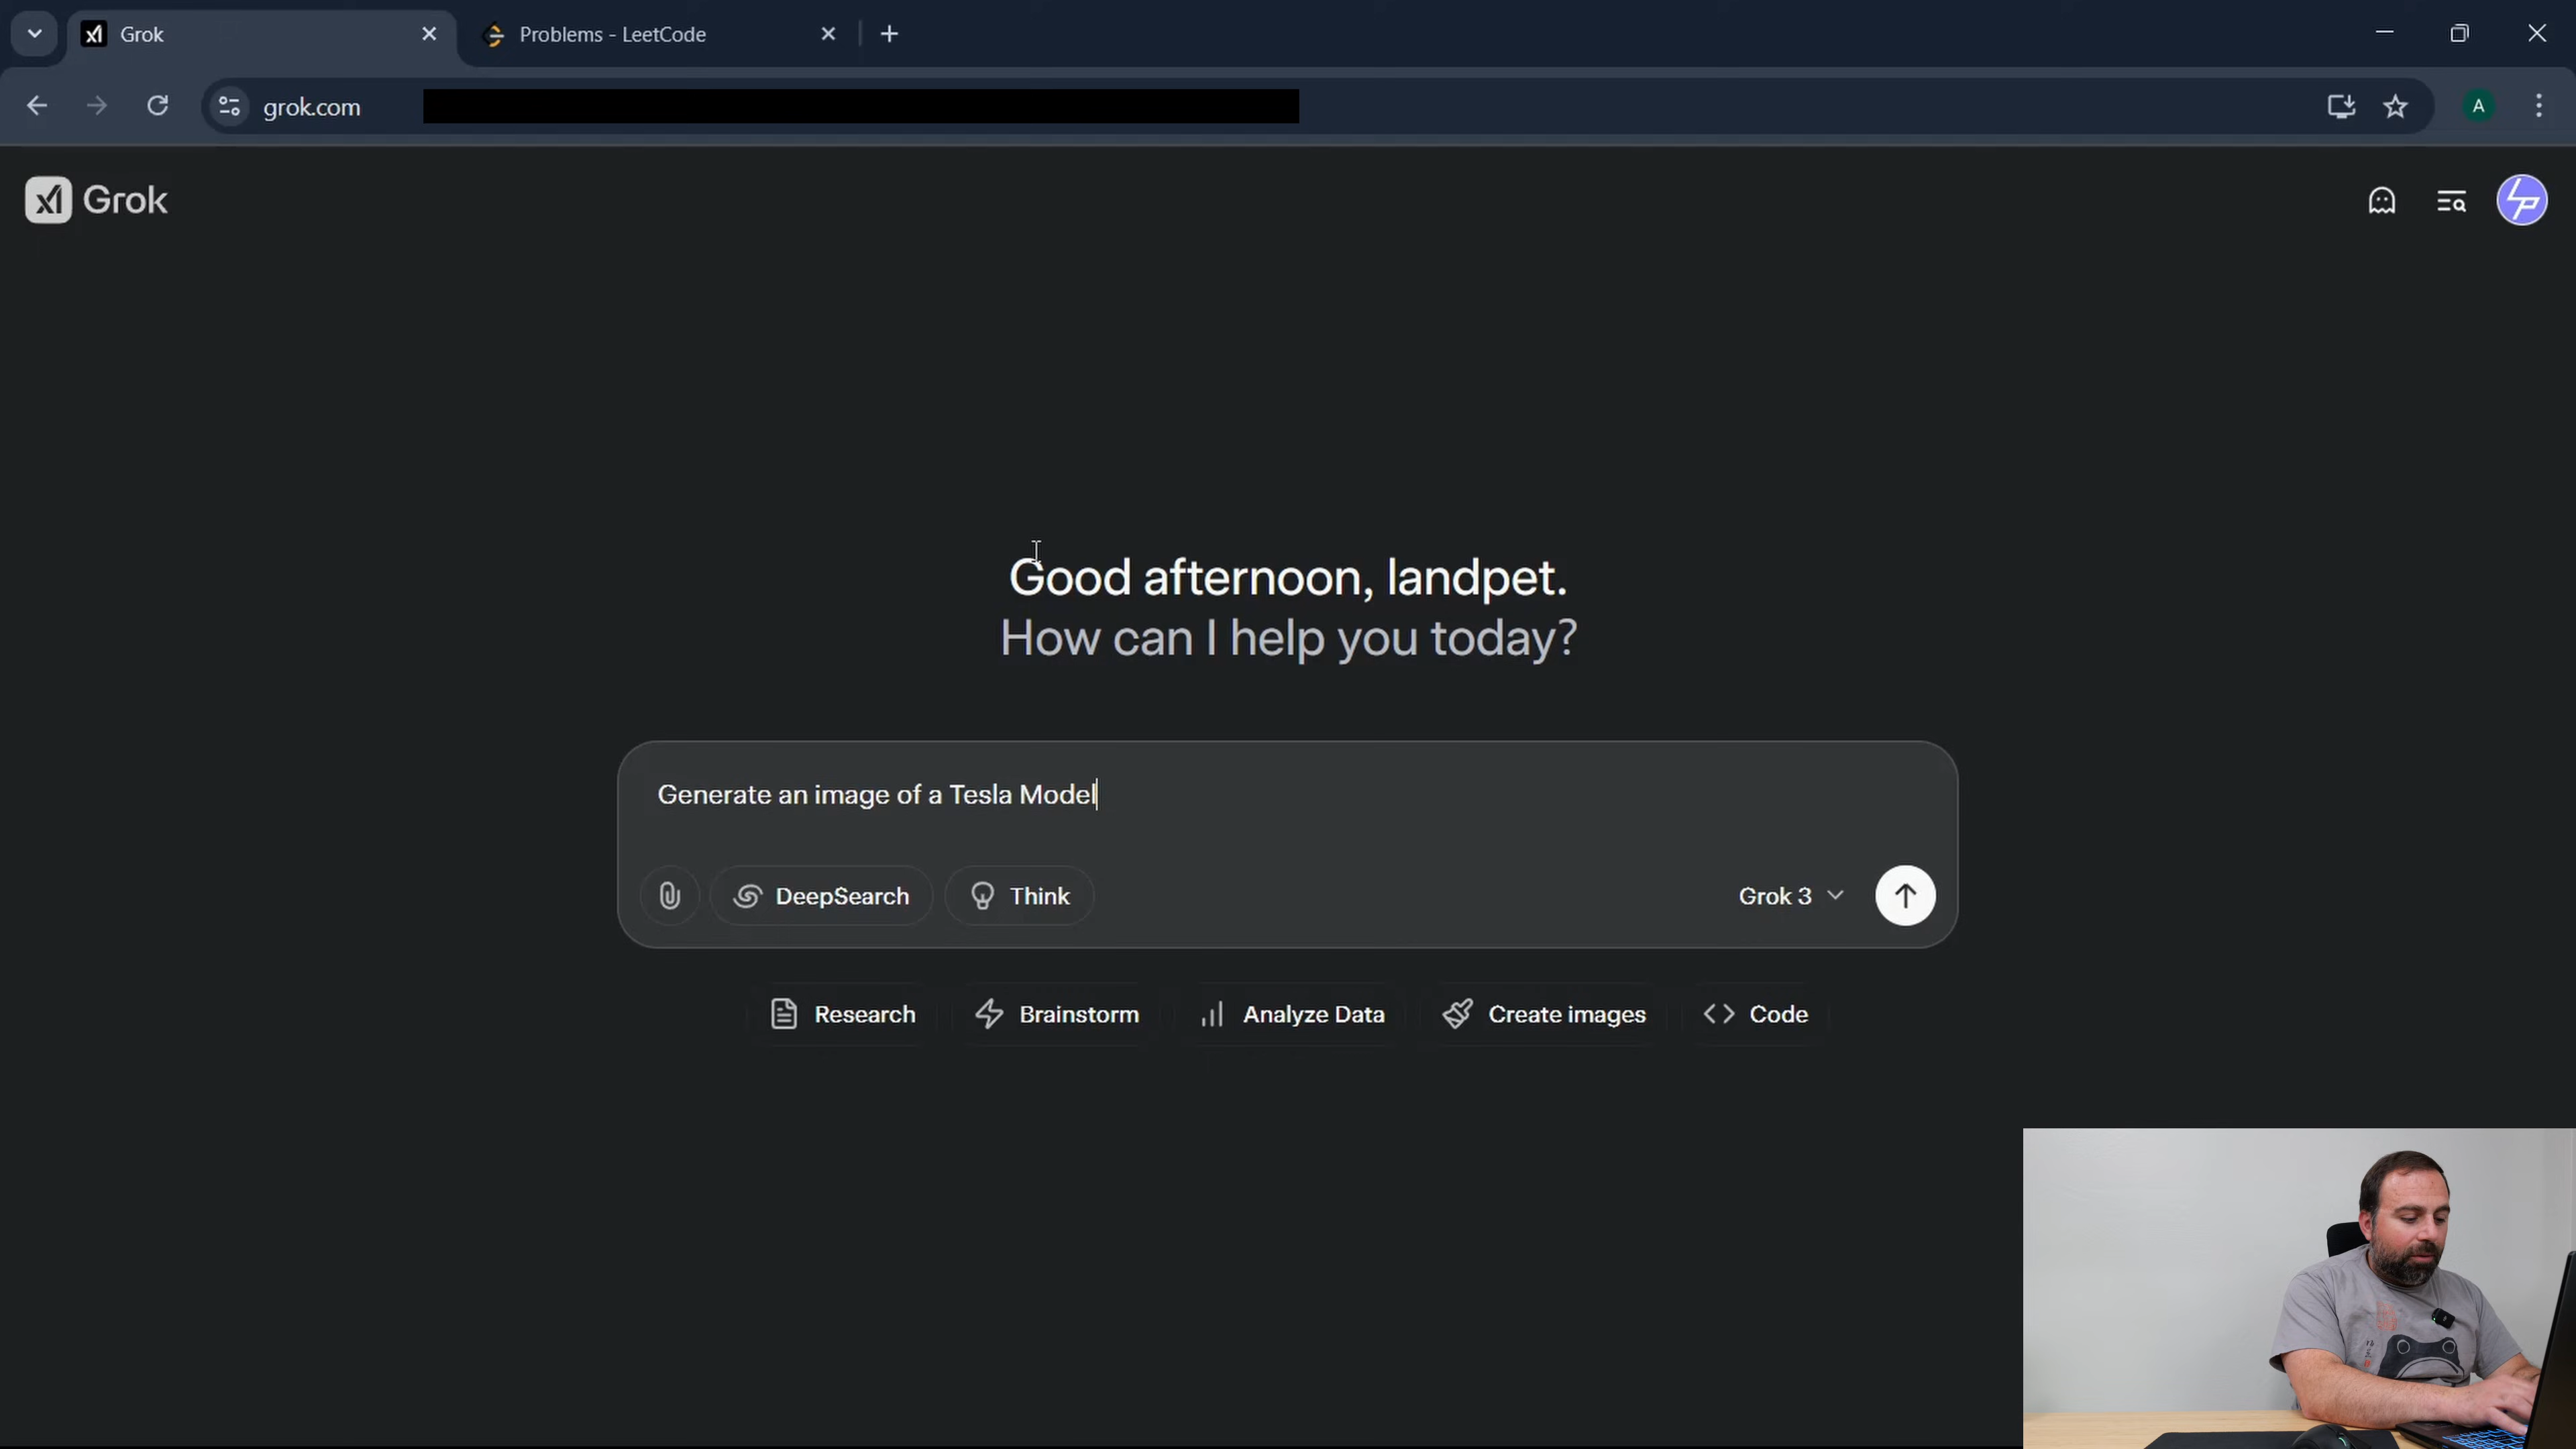 Grok
Problems - LeetCode
grok.com
A
Grok
Good afternoon, landpet.
How can I help you today?
Generate an image of a Tesla Model
DeepSearch
Think
Grok 3
Research
Brainstorm
Analyze Data
Create images
Code